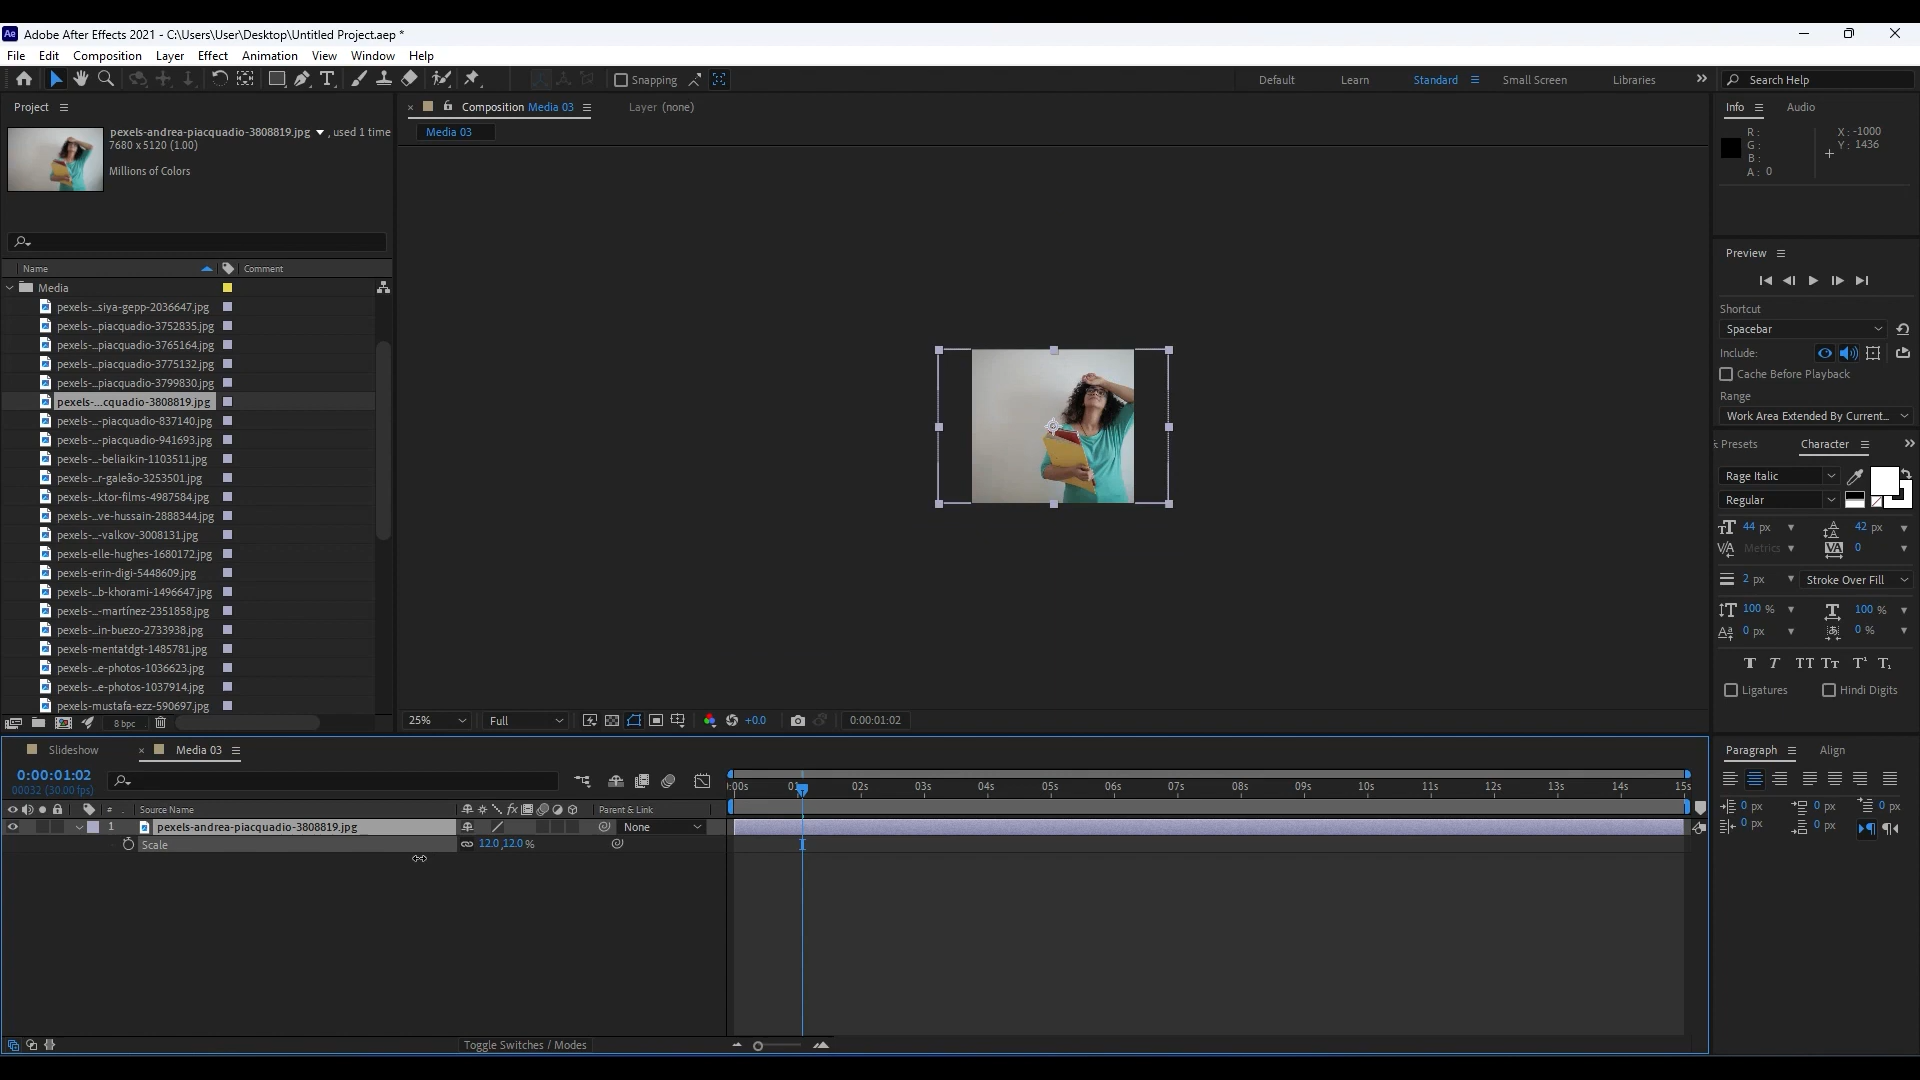 Adobe After Effects 2021 - C:\Users\User\Desktop\Untitled Project.aep *
File Edit Composition Layer Effect Animation View Window Help
Snapping
Default Learn Standard Small Screen Libraries
Search Help
Project
pexels-andrea-piacquadio-3808819.jpg , used 1 time
7680 x 5120 (1.00)
Millions of Colors
Name Comment
Media
pexels-...siya-gepp-2036647.jpg
pexels-...piacquadio-3752835.jpg
pexels-...piacquadio-3765164.jpg
pexels-...piacquadio-3775132.jpg
pexels-...piacquadio-3799830.jpg
pexels-...cquadio-3808819.jpg
pexels-...-piacquadio-837140.jpg
pexels-...-piacquadio-941693.jpg
pexels-...-beliaikin-1103511.jpg
pexels-...r-galeão-3253501.jpg
pexels-...ktor-films-4987584.jpg
pexels-...ve-hussain-2888344.jpg
pexels-...-valkov-3008131.jpg
pexels-elle-hughes-1680172.jpg
pexels-erin-digi-5448609.jpg
pexels-...b-khorami-1496647.jpg
pexels-...-martínez-2351858.jpg
pexels-...in-buezo-2733938.jpg
pexels-mentatdgt-1485781.jpg
pexels-...e-photos-1036623.jpg
pexels-...e-photos-1037914.jpg
pexels-mustafa-ezz-590697.jpg
8 bpc
Composition Media 03
Layer (none)
Media 03
25% Full +0.0 0:00:01:02
Info Audio
R :
G :
B :
A : 0
X : -1000
Y : 1436
Preview
Shortcut
Spacebar
Include:
Cache Before Playback
Range
Work Area Extended By Current...
Presets Character
Rage Italic
Regular
44 px 42 px
Metrics 0
2 px Stroke Over Fill
100 % 100 %
0 px 0 %
T T TT Tт T¹ T₁
Ligatures Hindi Digits
Slideshow Media 03
0:00:01:02
00032 (30.00 fps)
# Source Name Parent & Link
1 pexels-andrea-piacquadio-3808819.jpg None
Scale 12.0,12.0 %
:00s 02s 03s 04s 05s 06s 07s 08s 09s 10s 11s 12s 13s 14s 15s
Toggle Switches / Modes
Paragraph Align
0 px 0 px 0 px
0 px 0 px